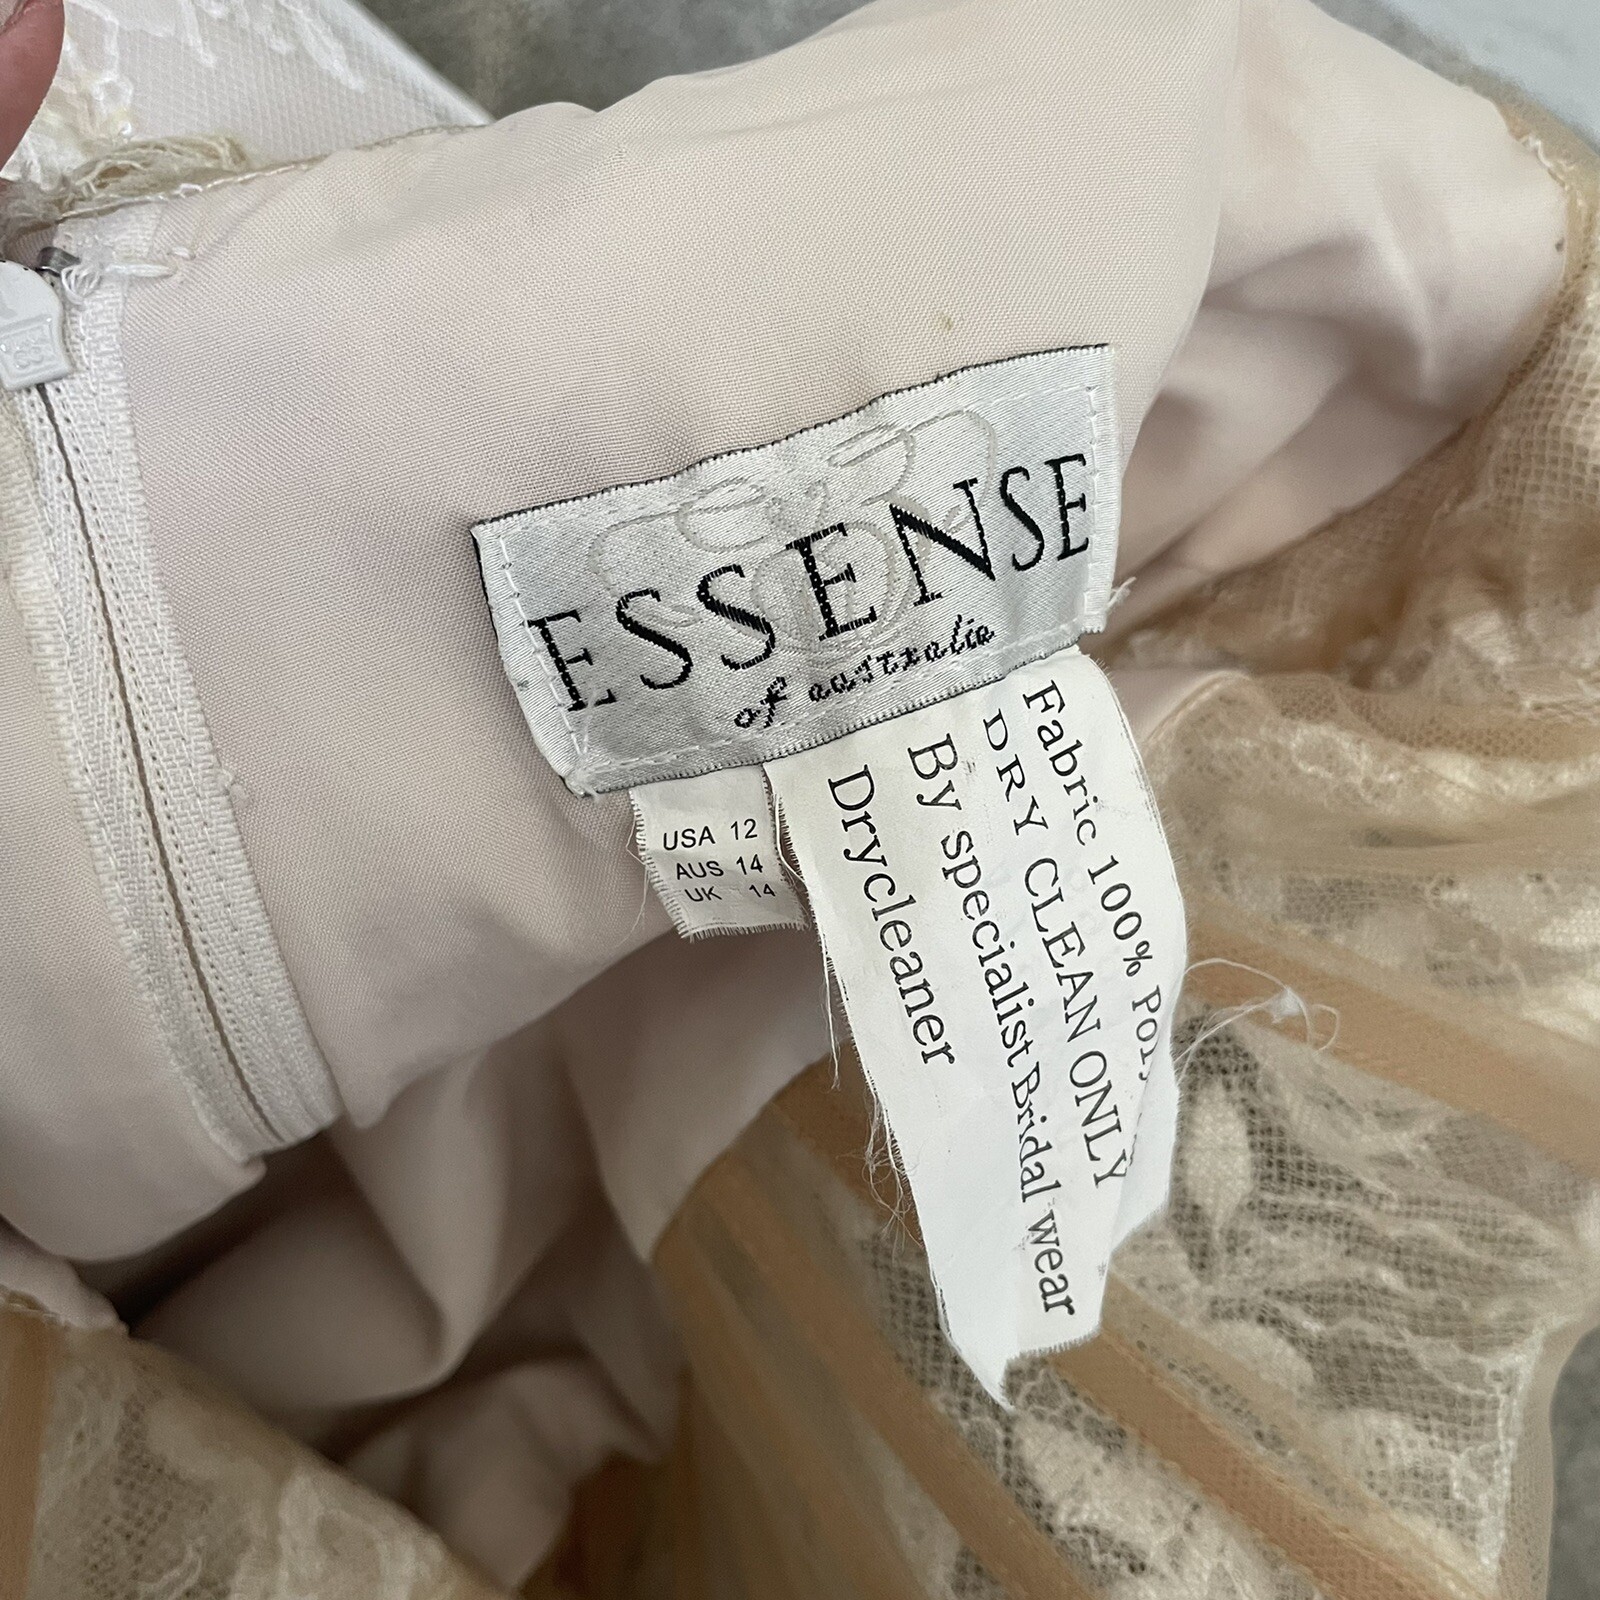 ESSENSE
of australia
USA 12
AUS 14
UK 14
Fabric 100%
DRY CLEAN ONLY
By specialist Bridal wear
Drycleaner